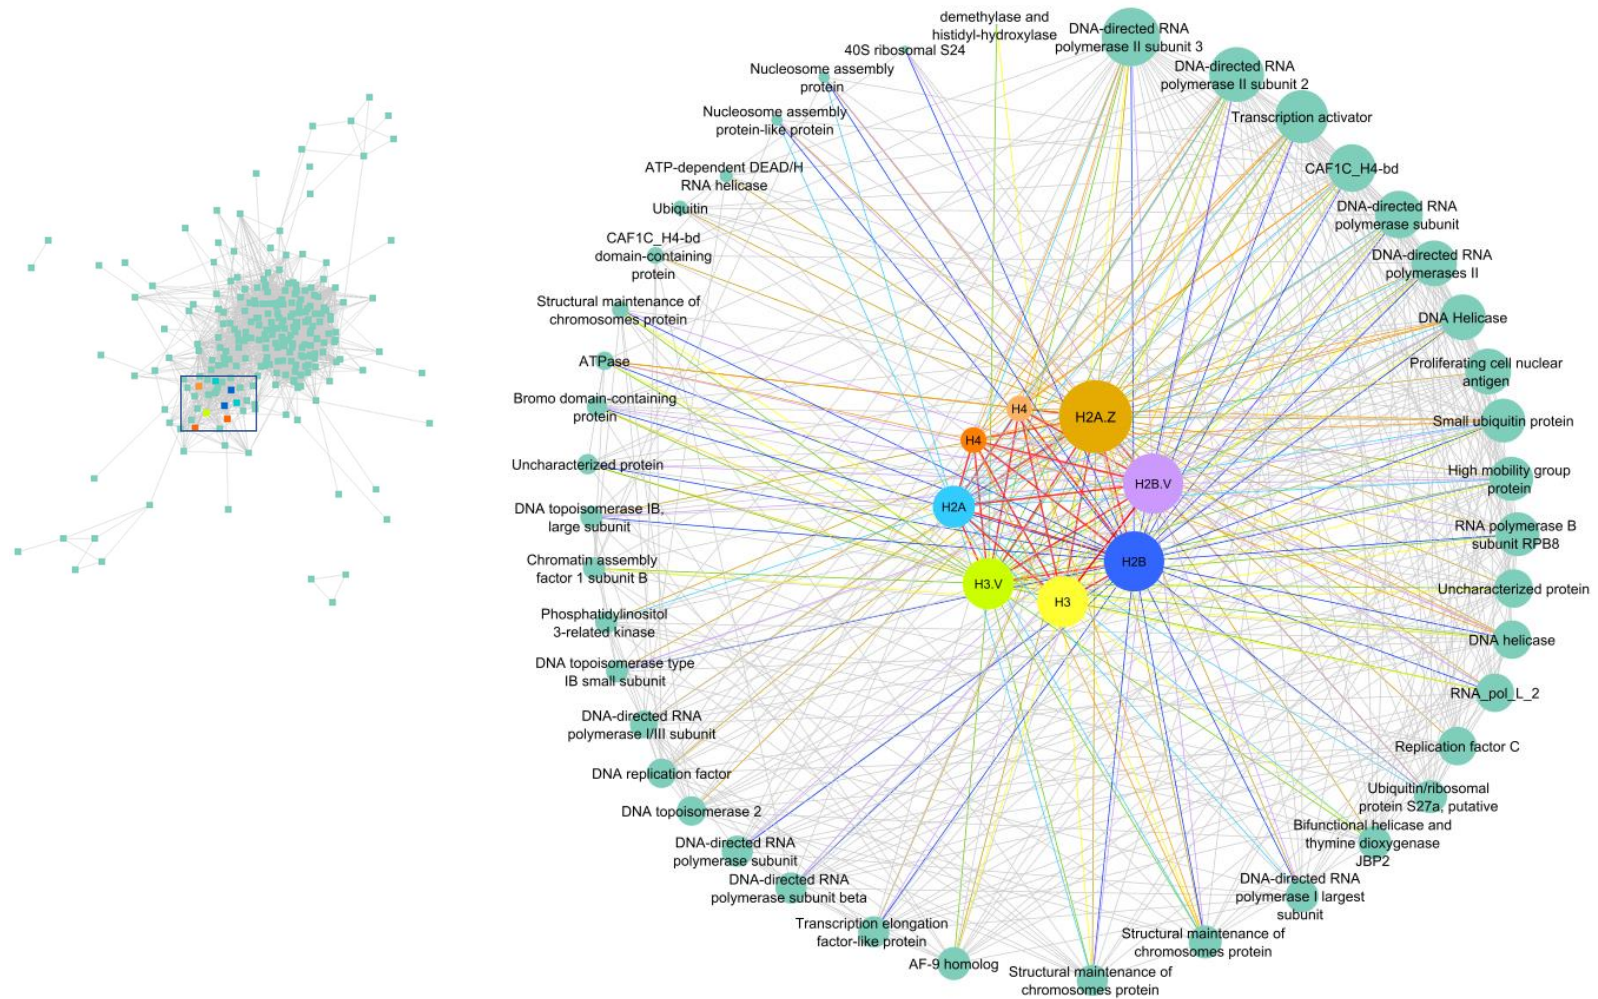 demethylase and
histidyl-hydroxylase
DNA-directed RNA
polymerase II subunit 3
40S ribosomal S24
DNA-directed RNA
polymerase II subunit 2
Nucleosome assembly
protein
Transcription activator
Nucleosome assembly
protein-like protein
CAF1C_H4-bd
ATP-dependent DEAD/H
RNA helicase
DNA-directed RNA
polymerase subunit
Ubiquitin
CAF1C_H4-bd
domain-containing
protein
DNA-directed RNA
polymerases II
Structural maintenance of
chromosomes protein
DNA Helicase
ATPase
Proliferating cell nuclear
antigen
Bromo domain-containing
protein
H4
H2A.Z
Small ubiquitin protein
H4
Uncharacterized protein
High mobility group
protein
H2B.V
H2A
DNA topoisomerase IB,
large subunit
RNA polymerase B
subunit RPB8
Chromatin assembly
factor 1 subunit B
H2B
H3.V
H3
Uncharacterized protein
Phosphatidylinositol
3-related kinase
DNA helicase
DNA topoisomerase type
IB small subunit
RNA_pol_L_2
DNA-directed RNA
polymerase I/III subunit
Replication factor C
DNA replication factor
Ubiquitin/ribosomal
protein S27a, putative
DNA topoisomerase 2
Bifunctional helicase and
thymine dioxygenase
JBP2
DNA-directed RNA
polymerase subunit
DNA-directed RNA
polymerase subunit beta
DNA-directed RNA
polymerase I largest
subunit
Transcription elongation
factor-like protein
Structural maintenance of
chromosomes protein
AF-9 homolog
Structural maintenance of
chromosomes protein